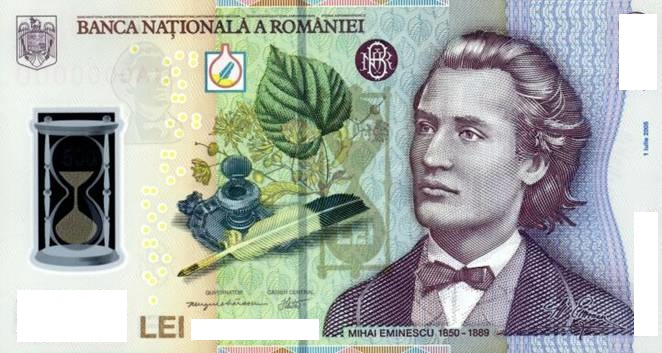 BANCA NAȚIONALĂ A ROMÂNIEI
1 iulie 2005
GUVERNATOR CASIER CENTRAL
LEI
MIHAI EMINESCU 1850 - 1889